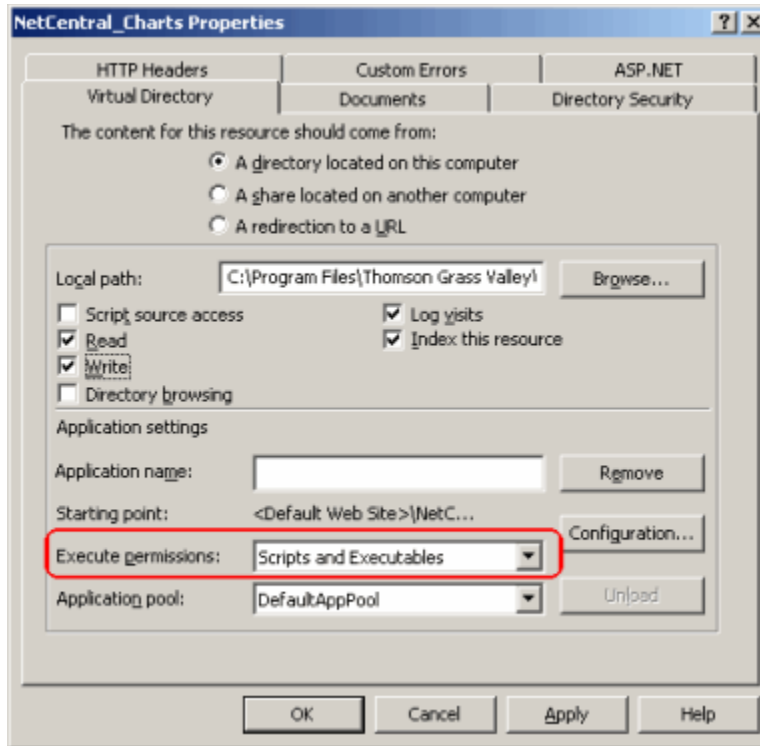 NetCentral_Charts Properties
HTTP Headers Custom Errors ASP.NET
Virtual Directory Documents Directory Security
The content for this resource should come from:
A directory located on this computer
A share located on another computer
A redirection to a URL
Local path: C:\Program Files\Thomson Grass Valley\ Browse...
Script source access Log visits
Read Index this resource
Write
Directory browsing
Application settings
Application name: Remove
Starting point: <Default Web Site>\NetC...
Configuration...
Execute permissions: Scripts and Executables
Application pool: DefaultAppPool Unload
OK Cancel Apply Help